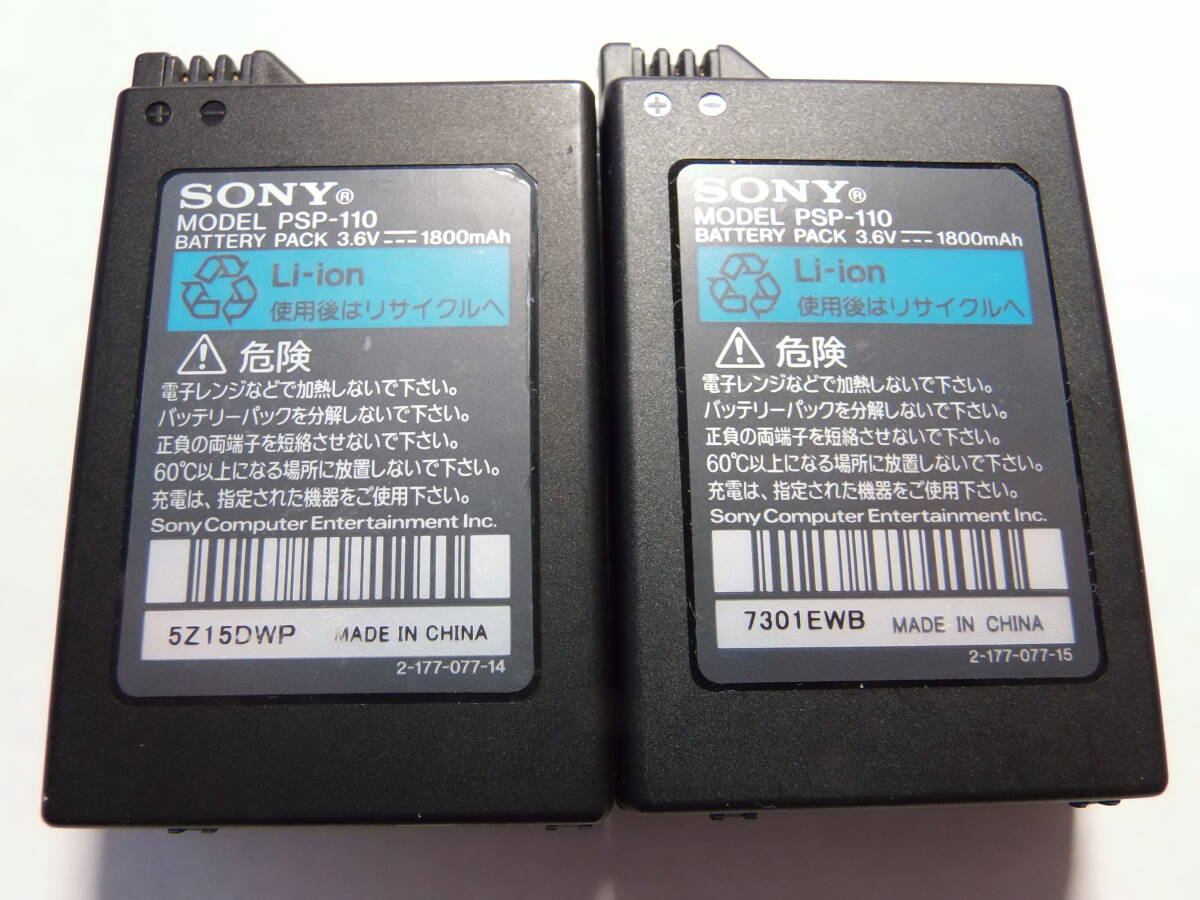 SONY®
MODEL PSP-110
BATTERY PACK 3.6V 1800mAh
Li-ion
使用後はリサイクルへ
危険
電子レンジなどで加熱しないで下さい。
バッテリーパックを分解しないで下さい。
正負の両端子を短絡させないで下さい。
60℃以上になる場所に放置しないで下さい。
充電は、指定された機器をご使用下さい。
Sony Computer Entertainment Inc.
5Z15DWP MADE IN CHINA
2-177-077-14
SONY®
MODEL PSP-110
BATTERY PACK 3.6V 1800mAh
Li-ion
使用後はリサイクルへ
危険
電子レンジなどで加熱しないで下さい。
バッテリーパックを分解しないで下さい。
正負の両端子を短絡させないで下さい。
60℃以上になる場所に放置しないで下さい。
充電は、指定された機器をご使用下さい。
Sony Computer Entertainment Inc.
7301EWB MADE IN CHINA
2-177-077-15